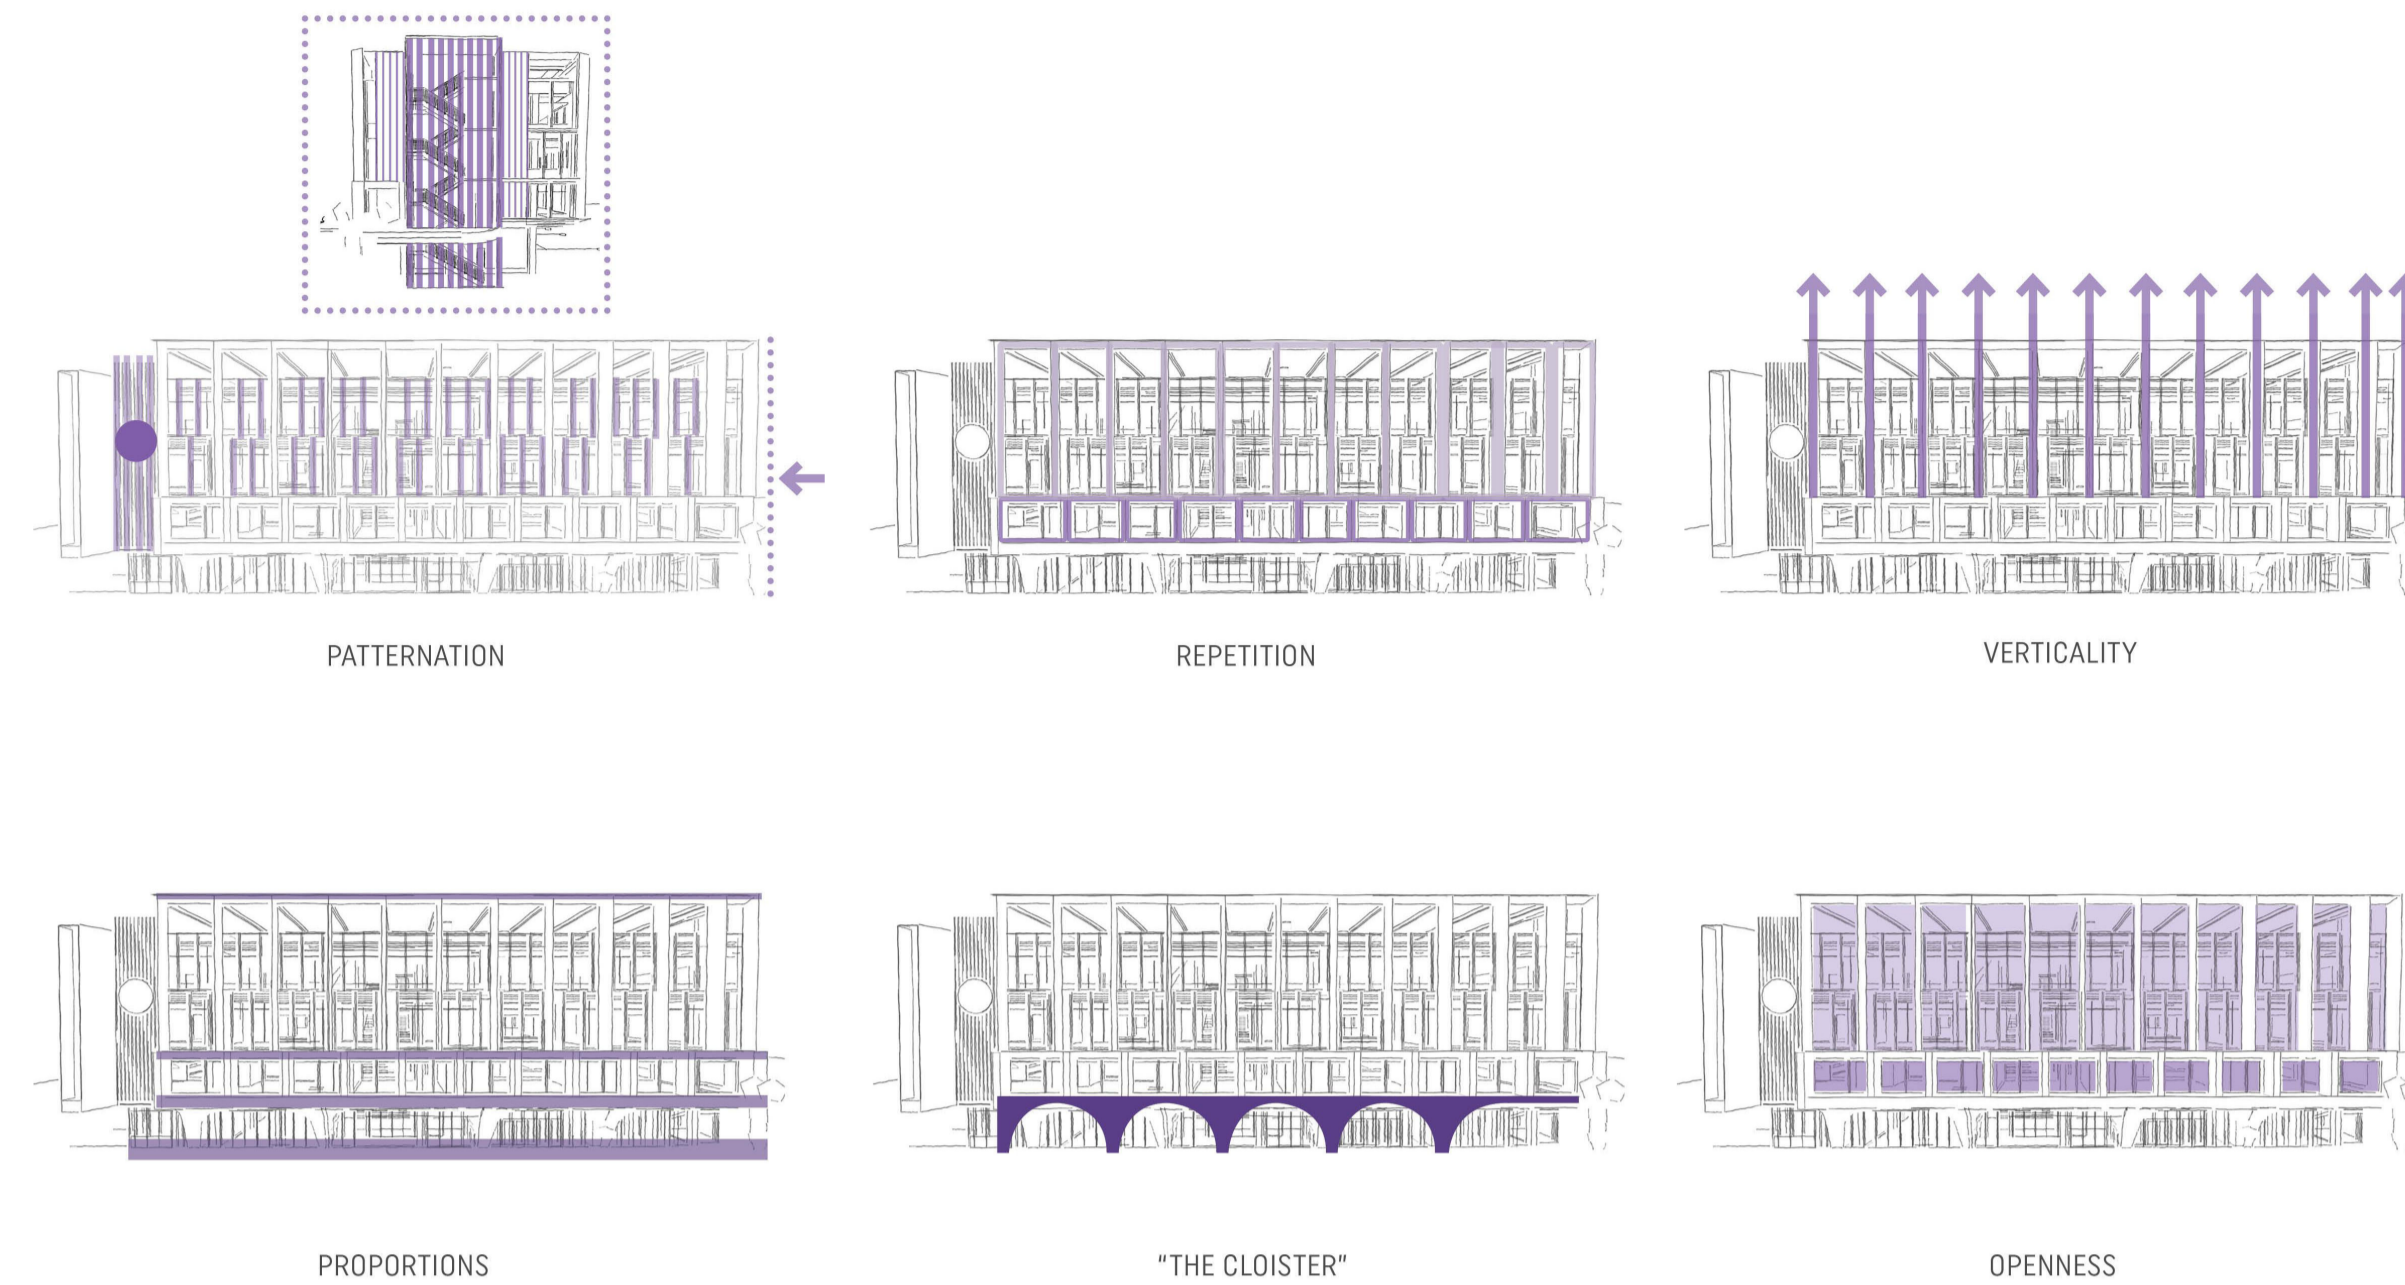 PATTERNATION
REPETITION
VERTICALITY
PROPORTIONS
"THE CLOISTER"
OPENNESS